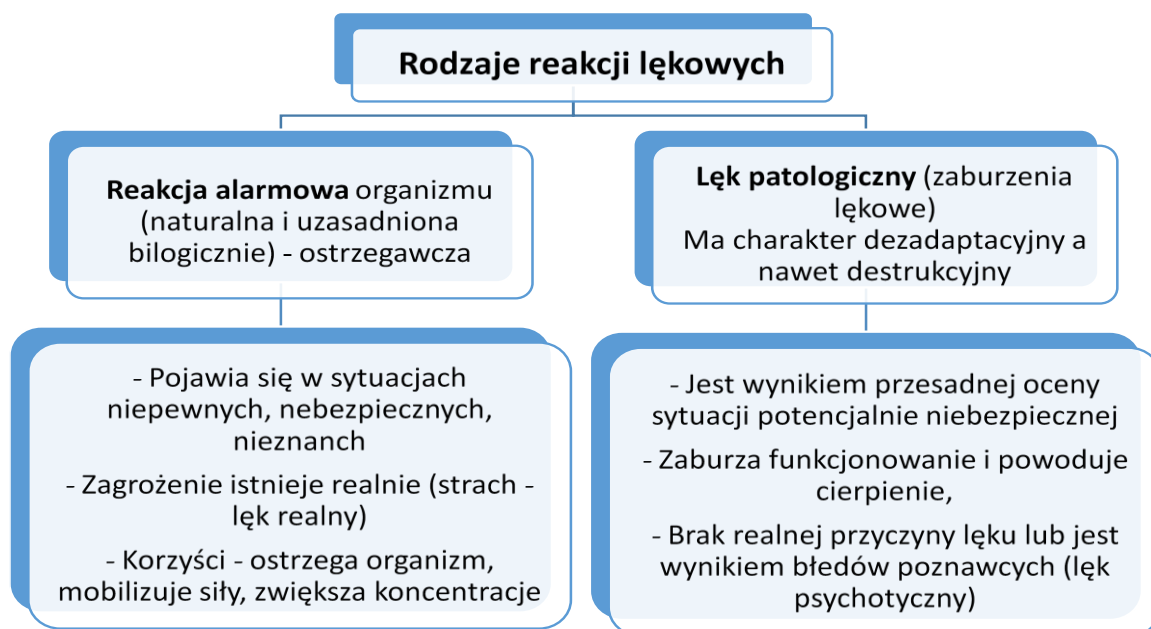 Rodzaje reakcji lękowych
Reakcja alarmowa organizmu
(naturalna i uzasadniona
bilogicznie) - ostrzegawcza
- Pojawia się w sytuacjach
niepewnych, nebezpiecznych,
nieznanch
- Zagrożenie istnieje realnie (strach -
lęk realny)
- Korzyści - ostrzega organizm,
mobilizuje siły, zwiększa koncentracje
Lęk patologiczny (zaburzenia
lękowe)
Ma charakter dezadaptacyjny a
nawet destrukcyjny
- Jest wynikiem przesadnej oceny
sytuacji potencjalnie niebezpiecznej
- Zaburza funkcjonowanie i powoduje
cierpienie,
- Brak realnej przyczyny lęku lub jest
wynikiem błędów poznawcych (lęk
psychotyczny)